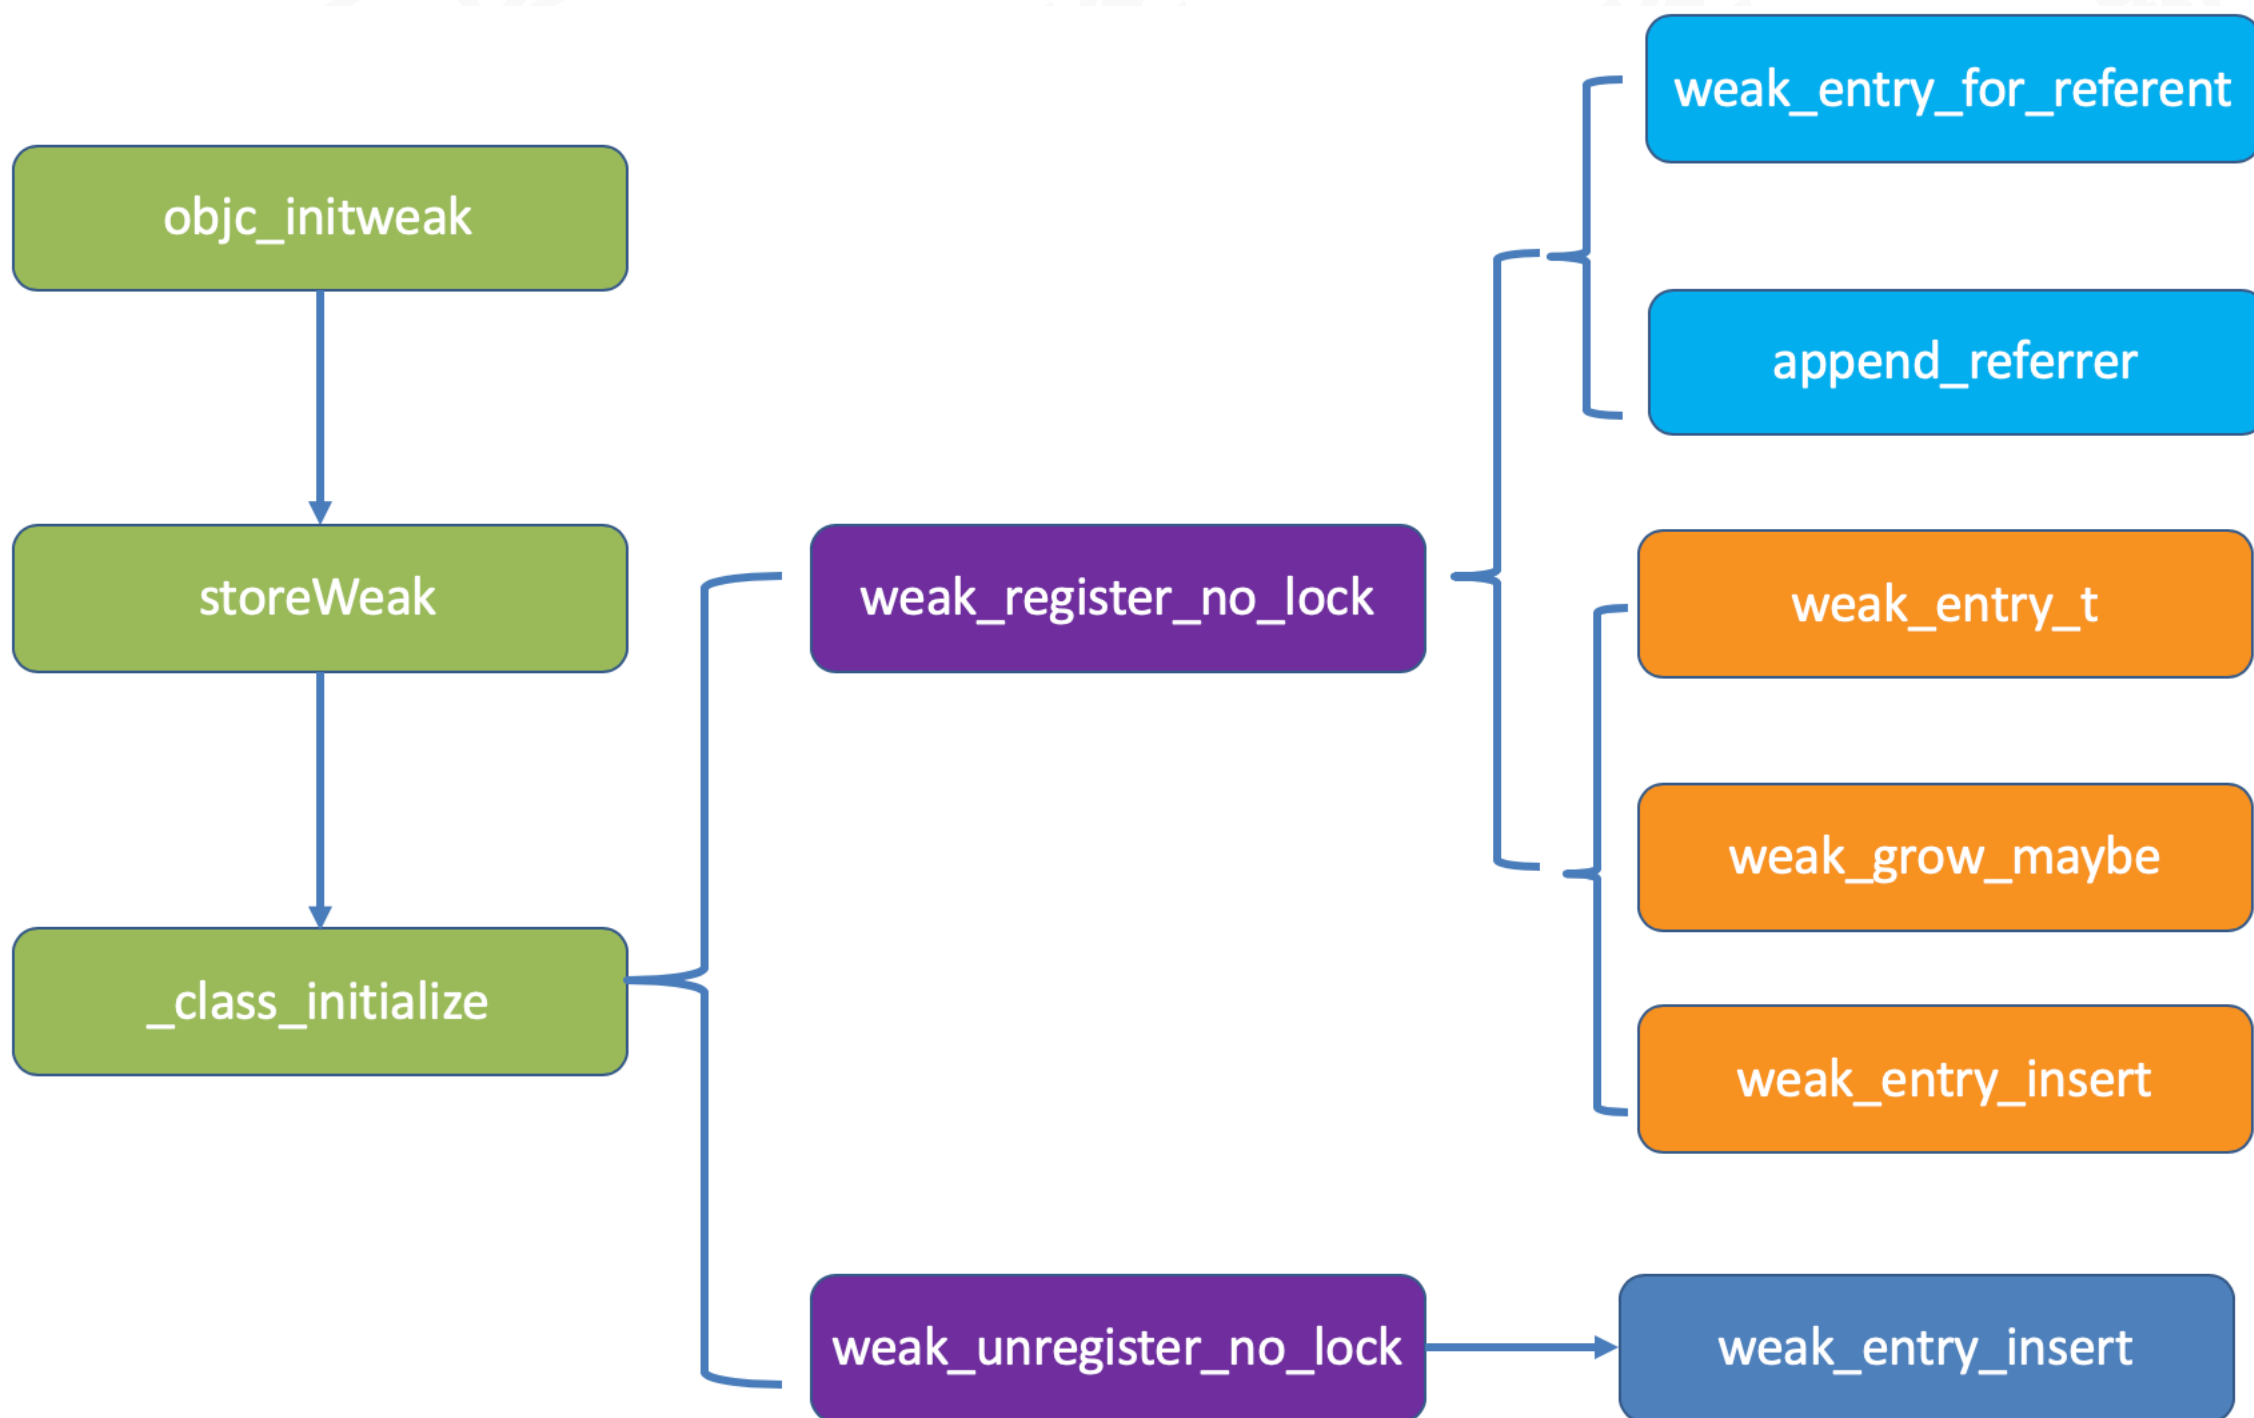 objc_initweak
storeWeak
_class_initialize
weak_register_no_lock
weak_unregister_no_lock
weak_entry_for_referent
append_referrer
weak_entry_t
weak_grow_maybe
weak_entry_insert
weak_entry_insert